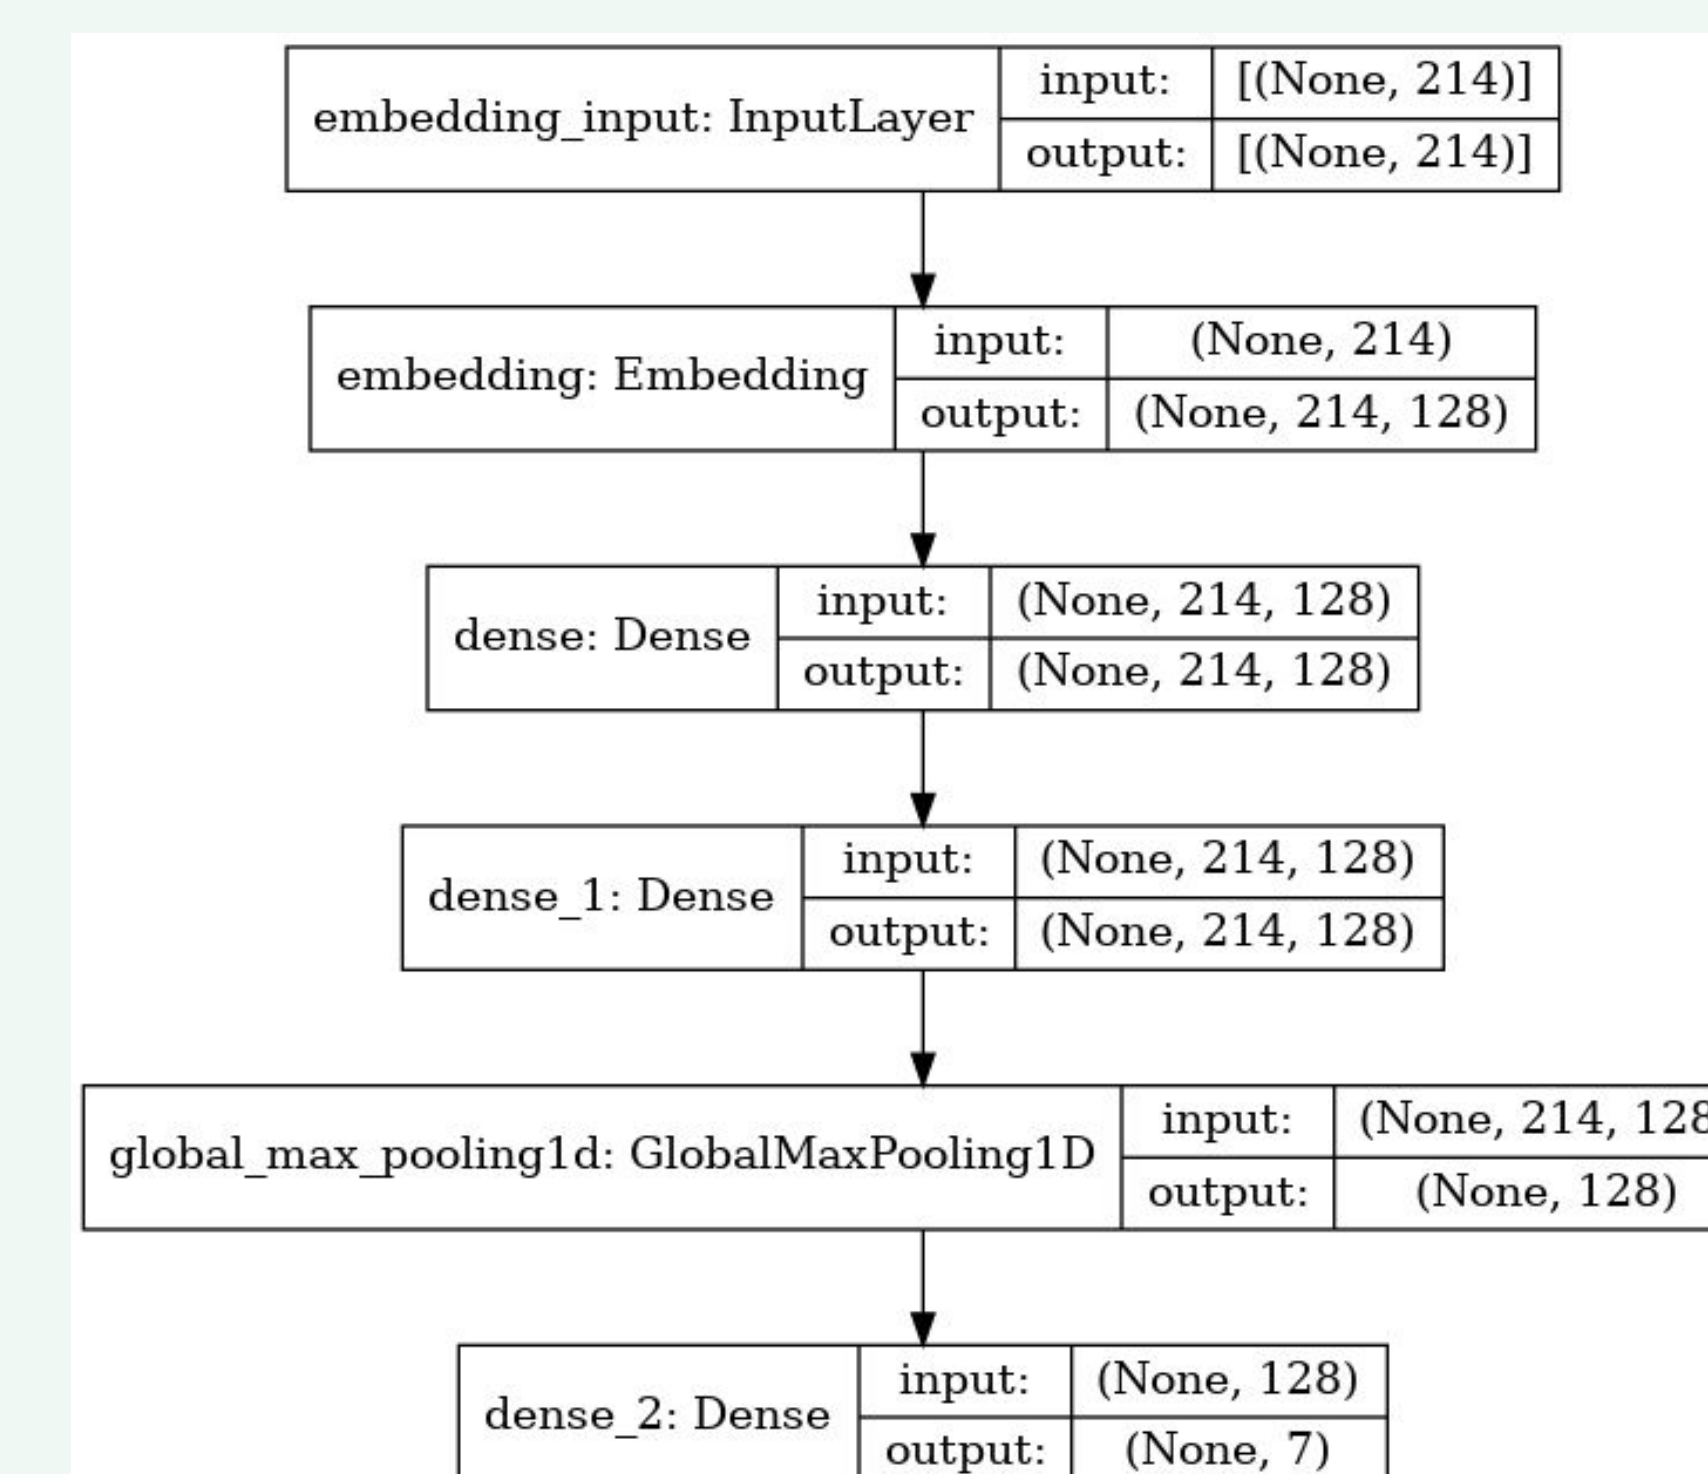 embedding_input: InputLayer
input:
[(None, 214)]
output:
[(None, 214)]
embedding: Embedding
input:
(None, 214)
output:
(None, 214, 128)
dense: Dense
input:
(None, 214, 128)
output:
(None, 214, 128)
dense_1: Dense
input:
(None, 214, 128)
output:
(None, 214, 128)
global_max_pooling1d: GlobalMaxPooling1D
input:
(None, 214, 128
output:
(None, 128)
dense_2: Dense
input:
(None, 128)
output:
(None, 7)